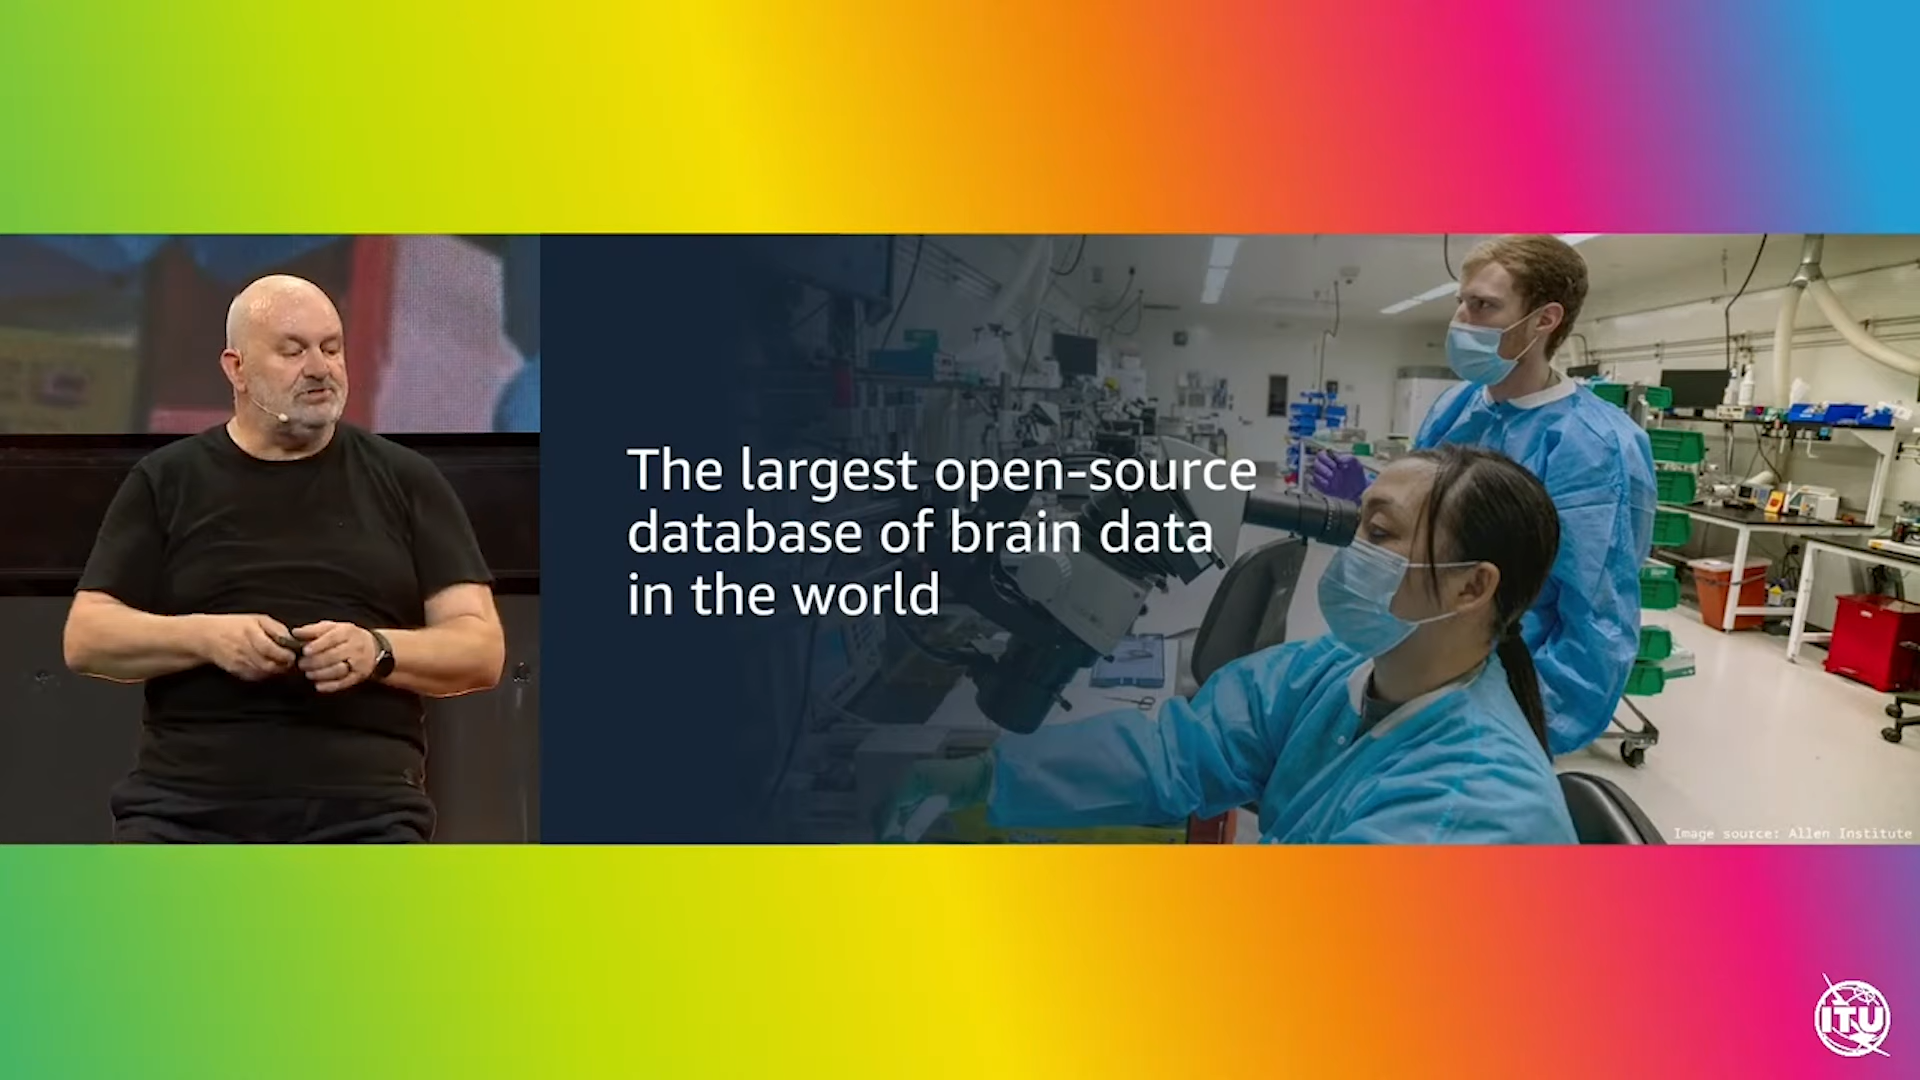 The largest open-source
database of brain data
in the world
Image source: Allen Institute
ITU